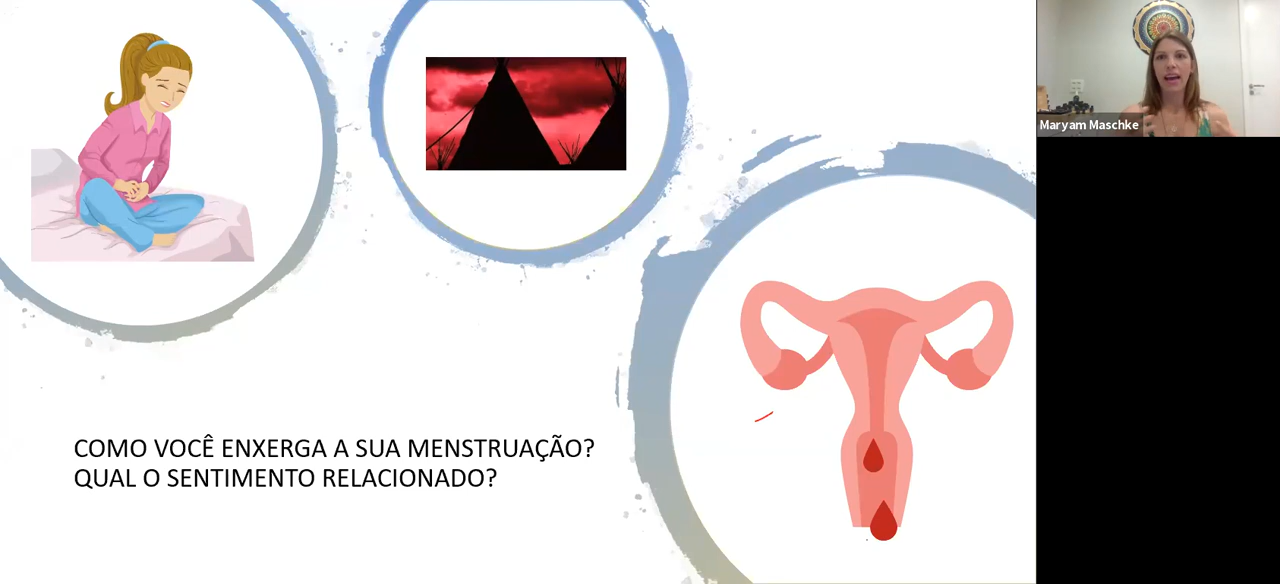 Maryam Maschke
COMO VOCÊ ENXERGA A SUA MENSTRUAÇÃO?
QUAL O SENTIMENTO RELACIONADO?